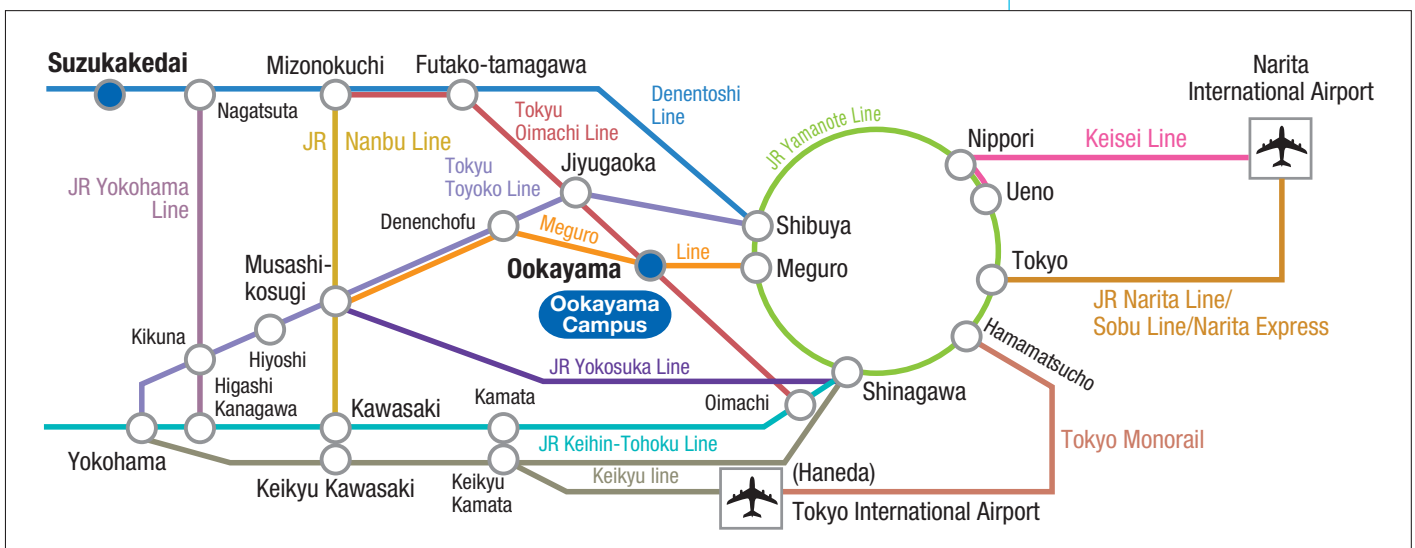 Suzukakedai
Mizonokuchi
Futako-tamagawa
Narita
International Airport
Nagatsuta
Denentoshi
Line
Tokyu
Oimachi Line
JR Yamanote Line
Nippori
Keisei Line
JR Nanbu Line
Tokyu
Toyoko Line
Jiyugaoka
JR Yokohama
Line
Ueno
Denenchofu
Meguro
Line
Shibuya
Musashi-
kosugi
Ookayama
Meguro
Tokyo
Ookayama
Campus
JR Narita Line/
Sobu Line/Narita Express
Kikuna
Hiyoshi
Hamamatsucho
JR Yokosuka Line
Shinagawa
Higashi
Kanagawa
Kawasaki
Kamata
Oimachi
JR Keihin-Tohoku Line
Tokyo Monorail
Yokohama
Keikyu Kawasaki
Keikyu
Kamata
Keikyu line
(Haneda)
Tokyo International Airport